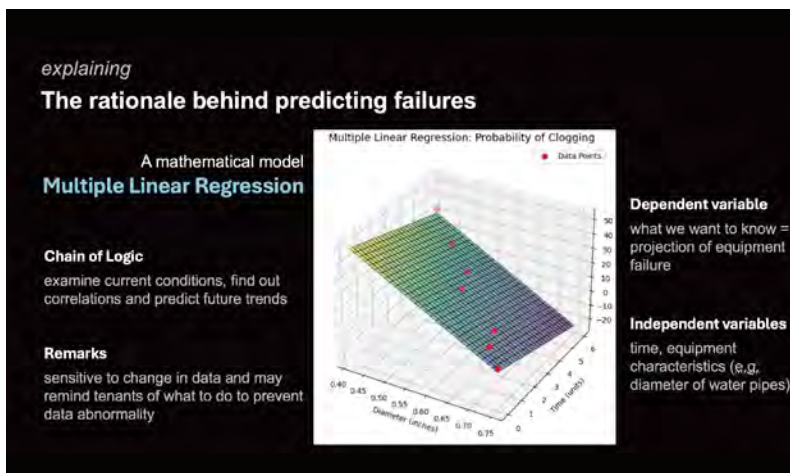 explaining
The rationale behind predicting failures
A mathematical model
Multiple Linear Regression
Chain of Logic
examine current conditions, find out
correlations and predict future trends
Remarks
sensitive to change in data and may
remind tenants of what to do to prevent
data abnormality
Multiple Linear Regression: Probability of Clogging
Data Points
50
40
30
20
10
0
−10
−20
0.40
0.45
0.50
0.55
0.60
0.65
0.70
0.75
Diameter (inches)
0
1
2
3
4
5
6
Time (units)
Dependent variable
what we want to know =
projection of equipment
failure
Independent variables
time, equipment
characteristics (e.g.
diameter of water pipes)